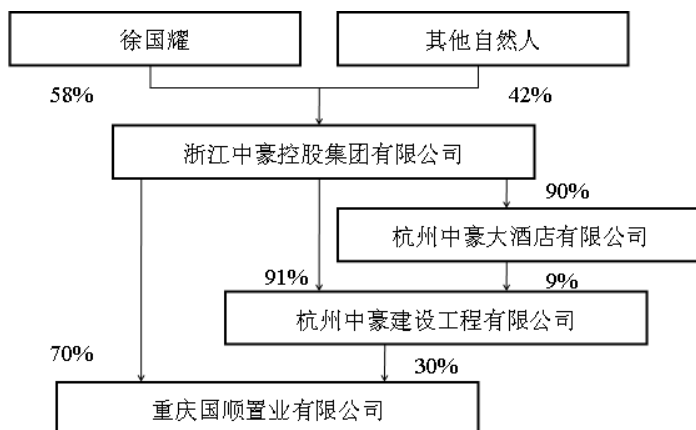 徐国耀
其他自然人
58%
42%
浙江中豪控股集团有限公司
90%
杭州中豪大酒店有限公司
91%
9%
杭州中豪建设工程有限公司
70%
30%
重庆国顺置业有限公司